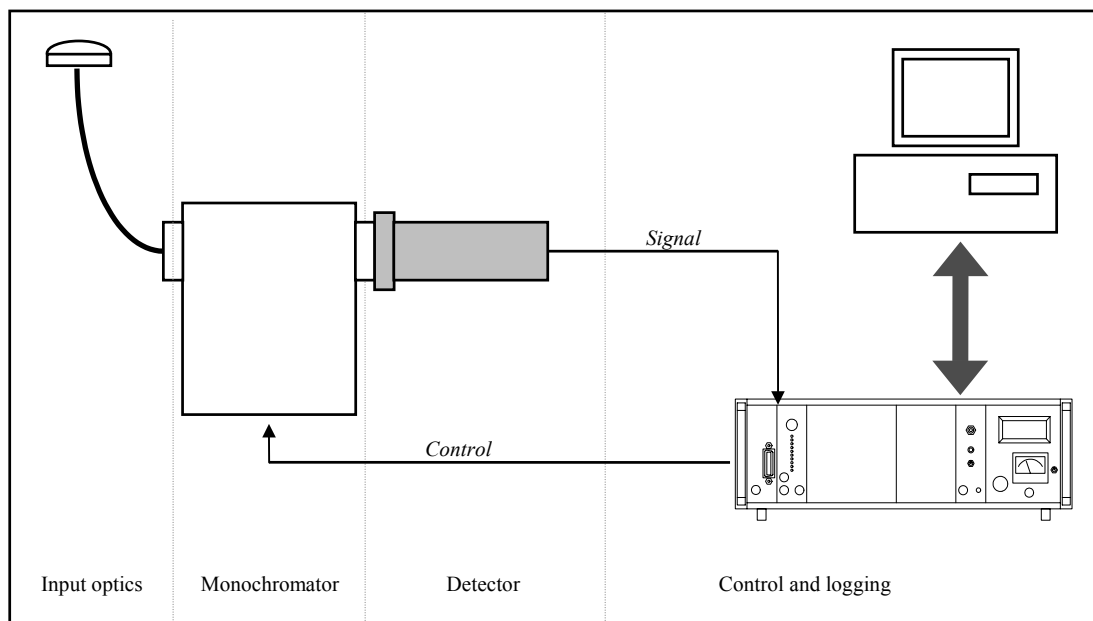 Signal
Control
Input optics
Monochromator
Detector
Control and logging